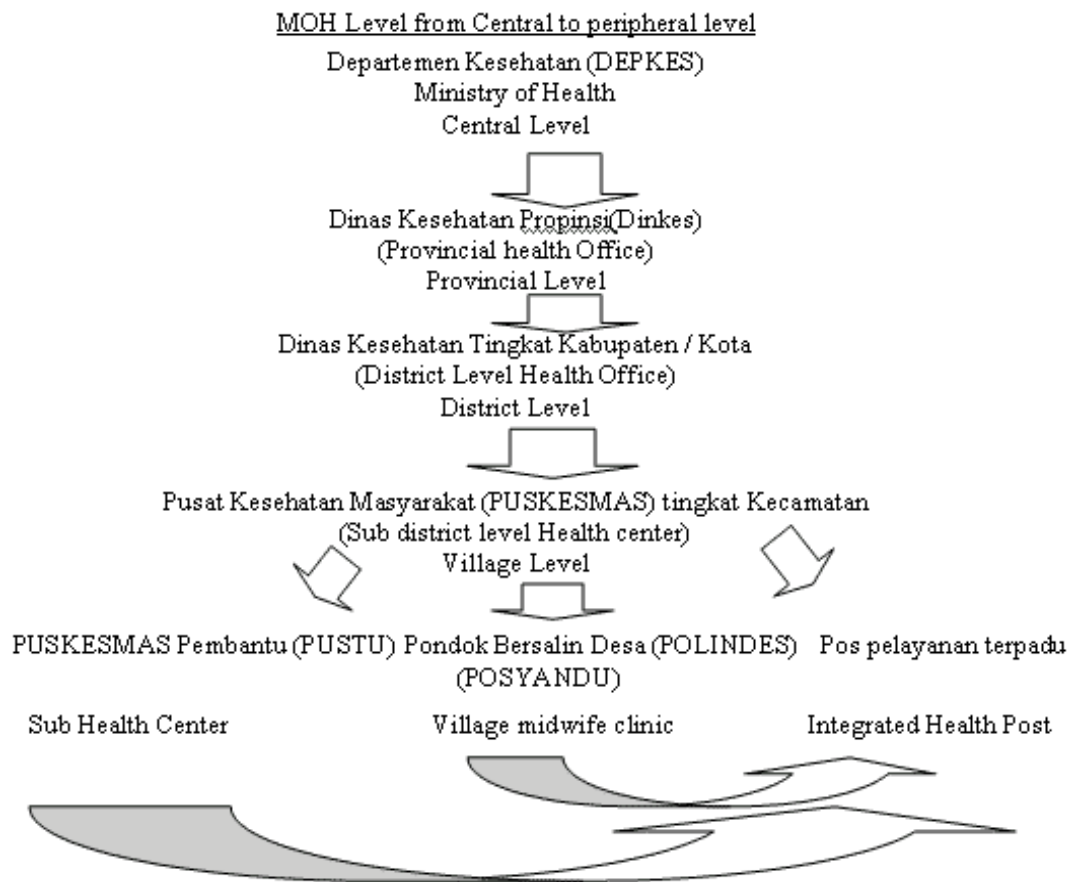 MOH Level from Central to peripheral level
Departemen Kesehatan (DEPKES)
Ministry of Health
Central Level
Dinas Kesehatan Propinsi(Dinkes)
(Provincial health Office)
Provincial Level
Dinas Kesehatan Tingkat Kabupaten / Kota
(District Level Health Office)
District Level
Pusat Kesehatan Masyarakat (PUSKESMAS) tingkat Kecamatan
(Sub district level Health center)
Village Level
PUSKESMAS Pembantu (PUSTU) Pondok Bersalin Desa (POLINDES) Pos pelayanan terpadu
(POSYANDU)
Sub Health Center Village midwife clinic Integrated Health Post